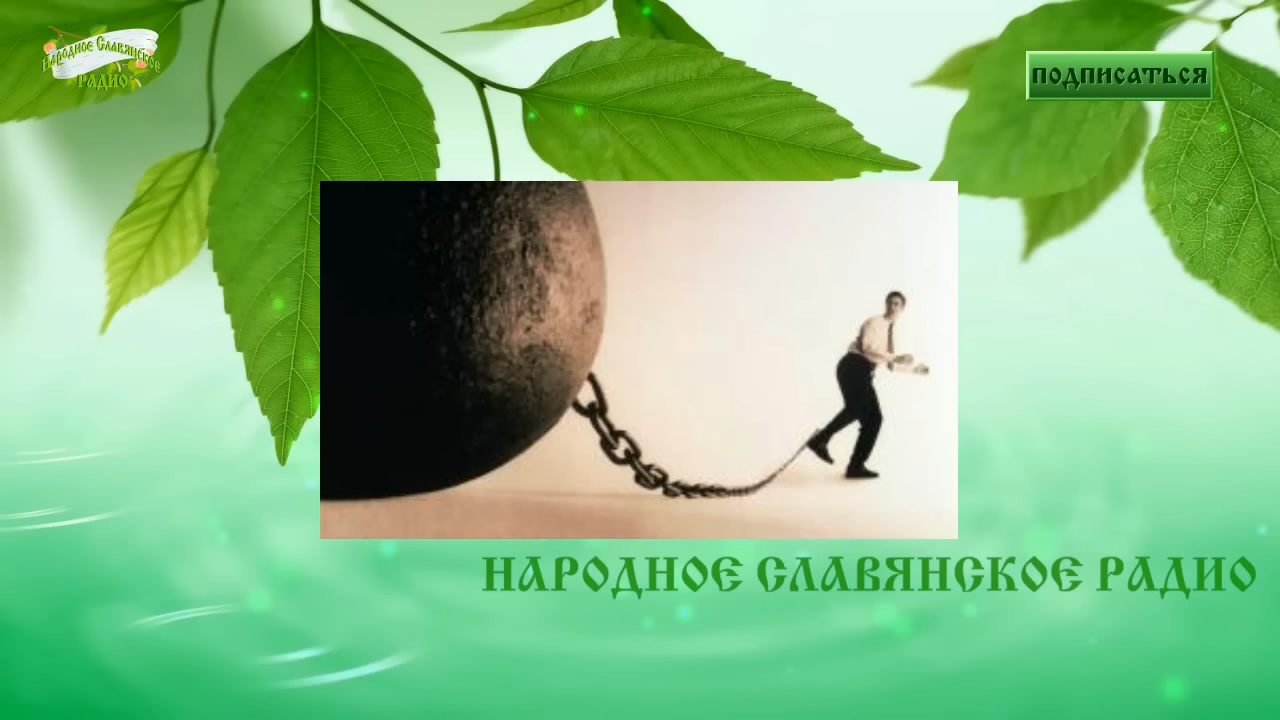 Народное Славянское
РАДИО
ПОДПИСАТЬСЯ
НАРОДНОЕ СЛАВЯНСКОЕ РАДИО